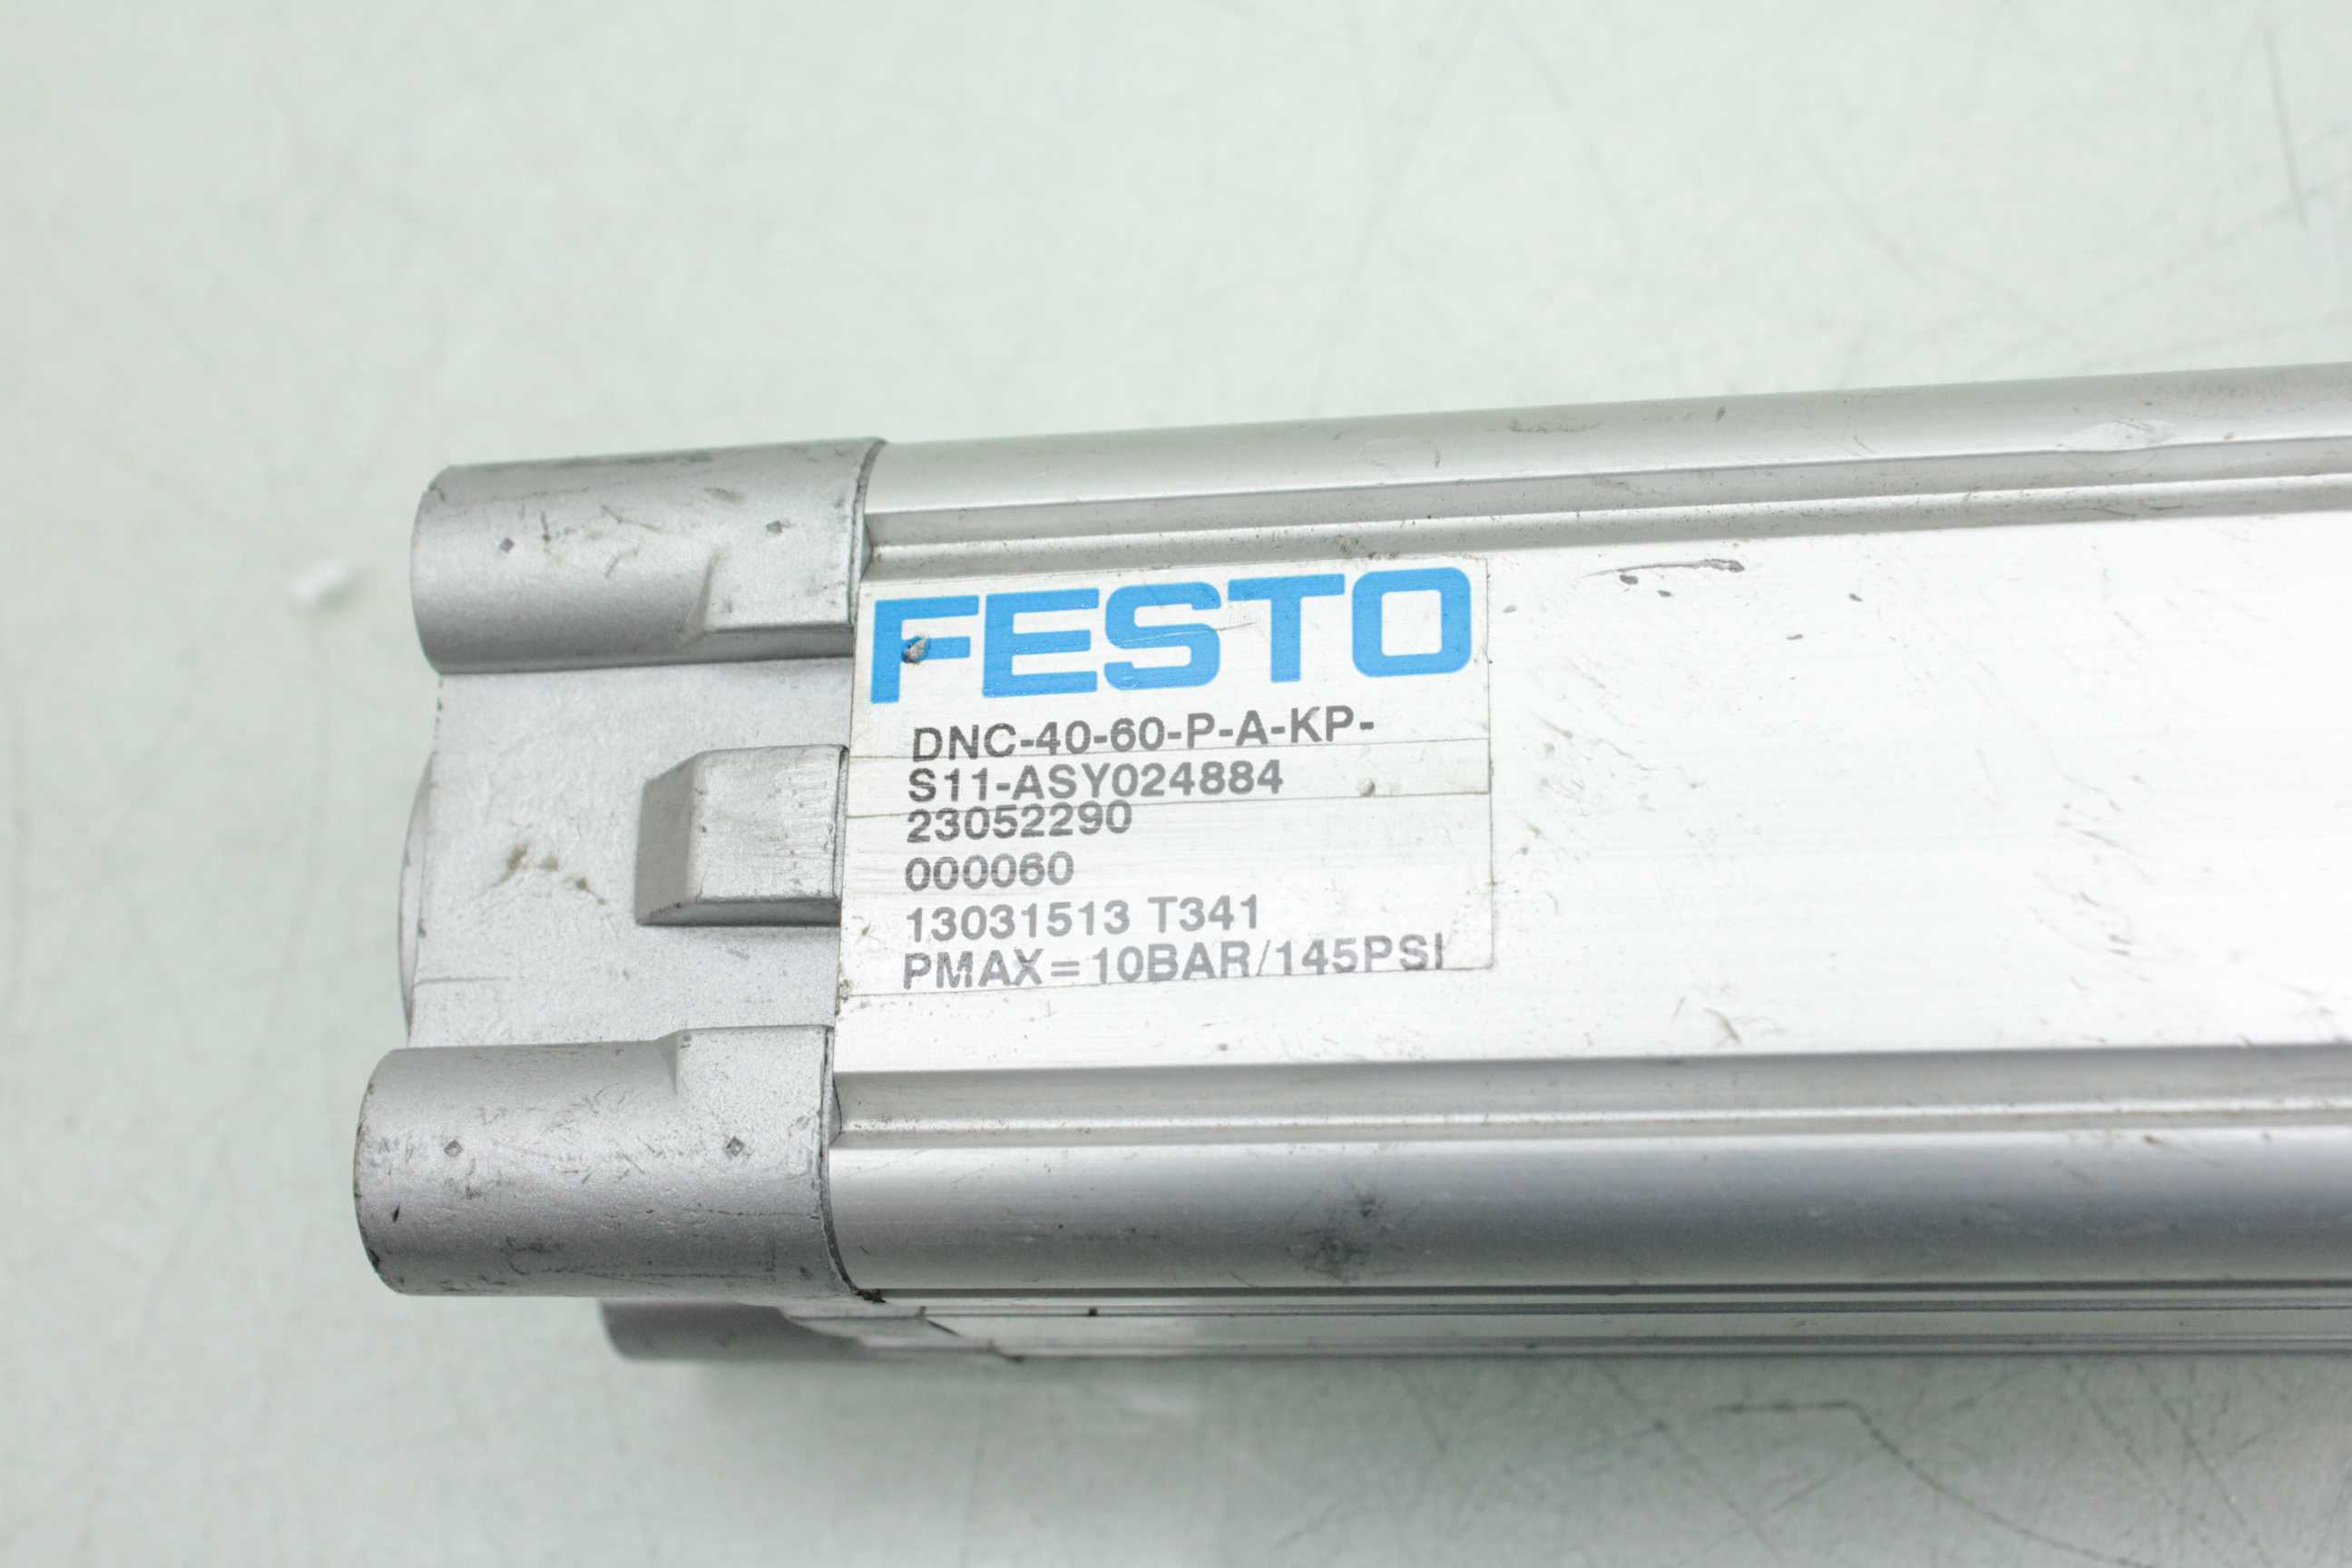 FESTO
DNC-40-60-P-A-KP-
S11-ASY024884
23052290
000060
13031513 T341
PMAX=10BAR/145PSI